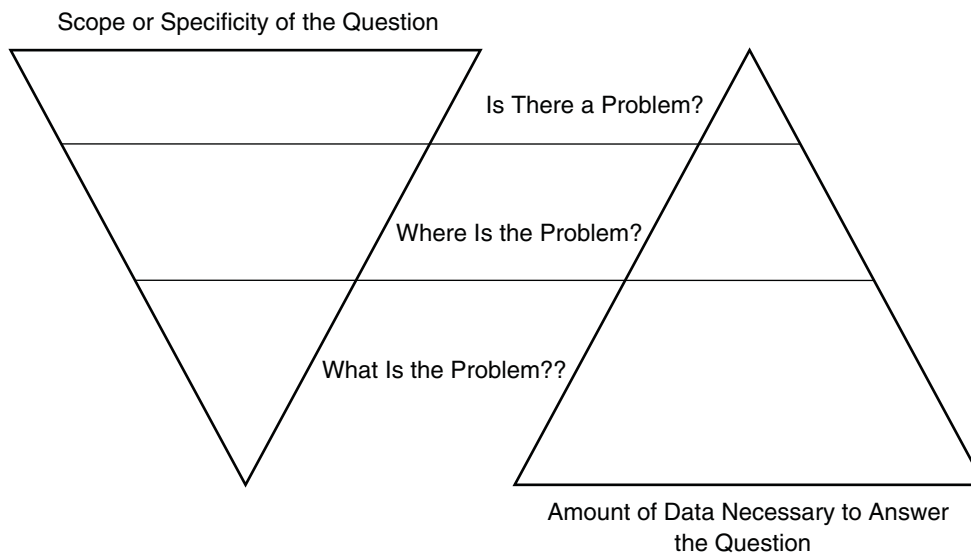 Scope or Specificity of the Question
Is There a Problem?
Where Is the Problem?
What Is the Problem??
Amount of Data Necessary to Answer
the Question